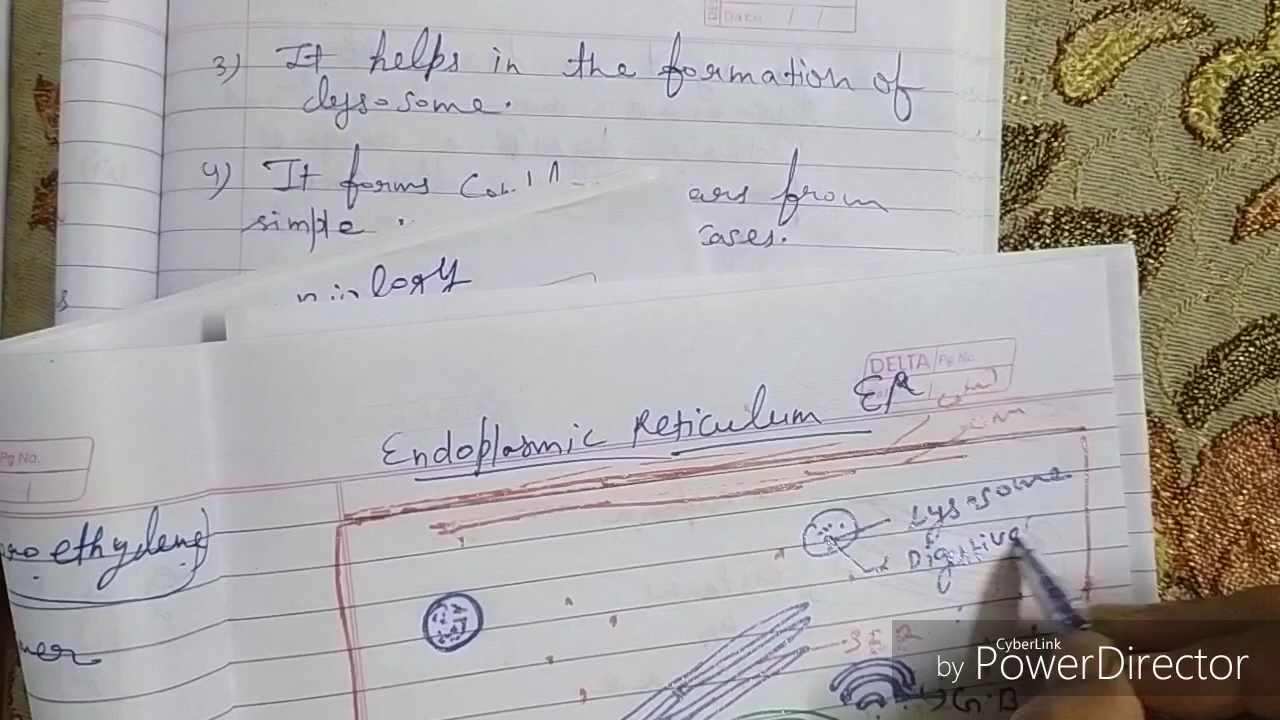 Data / /
3) It helps in the formation of
lysosome.
4) It forms
ars from
simple
cases.
Endoplasmic Reticulum ER
DELTA Pg No.
Pg No.
Lysosome
Digestive
ethylene)
SER
G.B
CyberLink
by PowerDirector